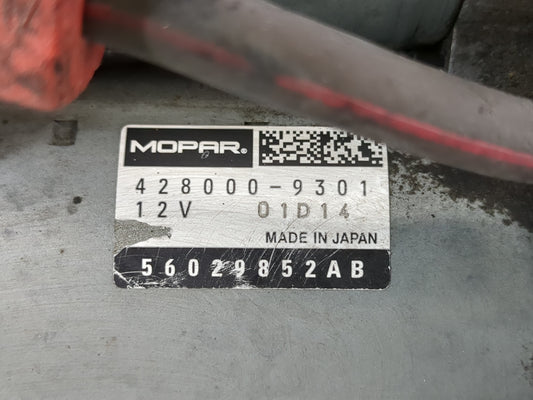 MOPAR®
428000-9301
12V 01D14
MADE IN JAPAN
56029852AB